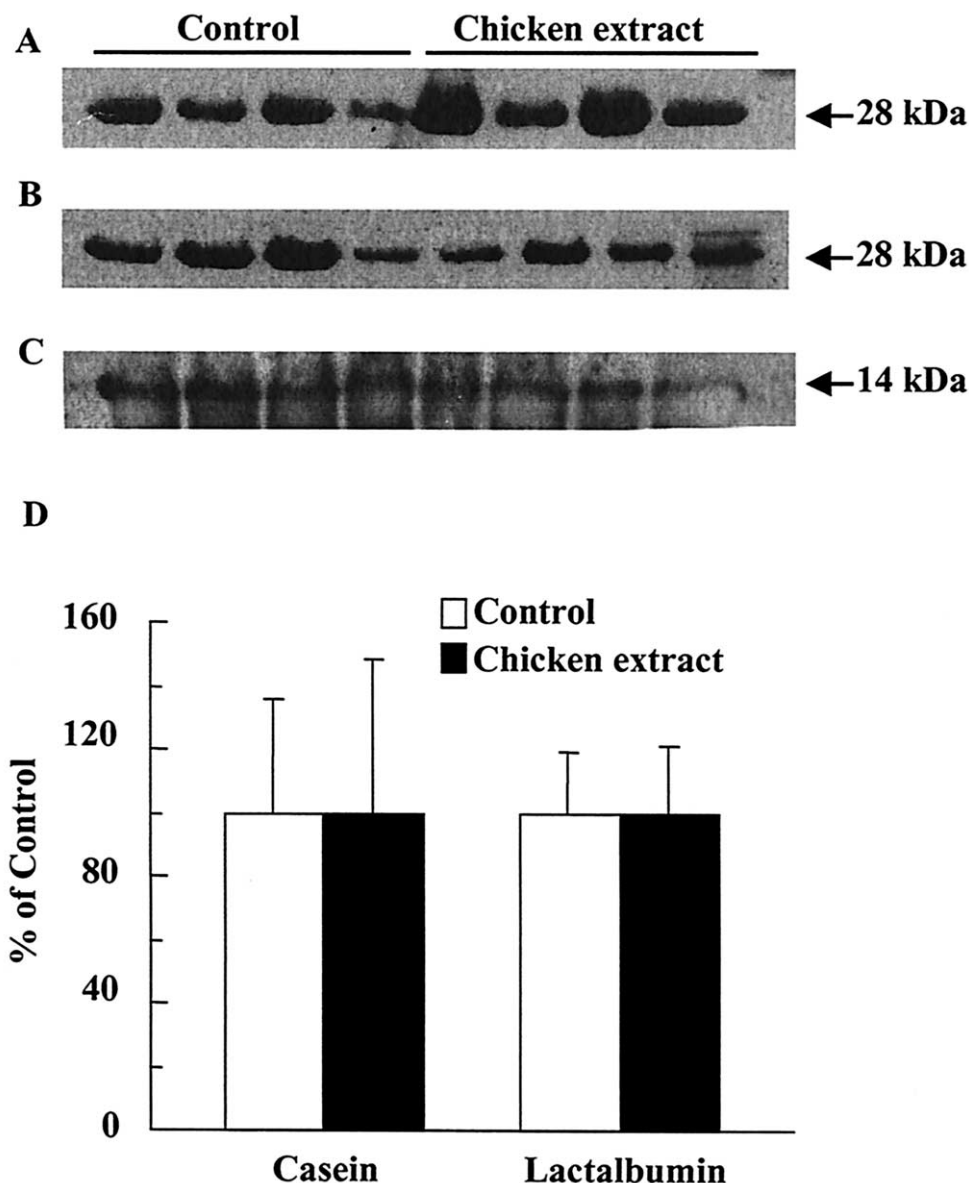 A
Control Chicken extract
←28 kDa
B
←28 kDa
C
←14 kDa
D
160
120
80
40
0
% of Control
Control
Chicken extract
Casein Lactalbumin